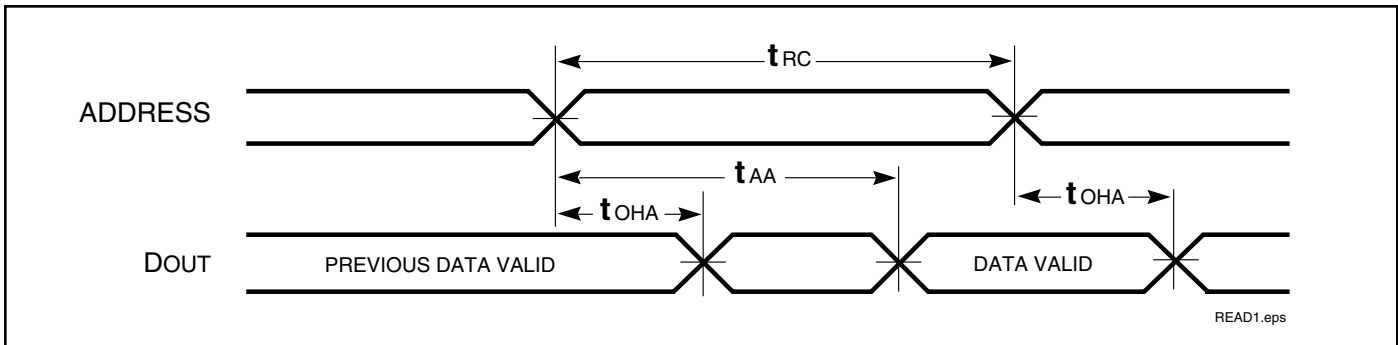 tRC
ADDRESS
tAA
tOHA
tOHA
DOUT
PREVIOUS DATA VALID
DATA VALID
READ1.eps